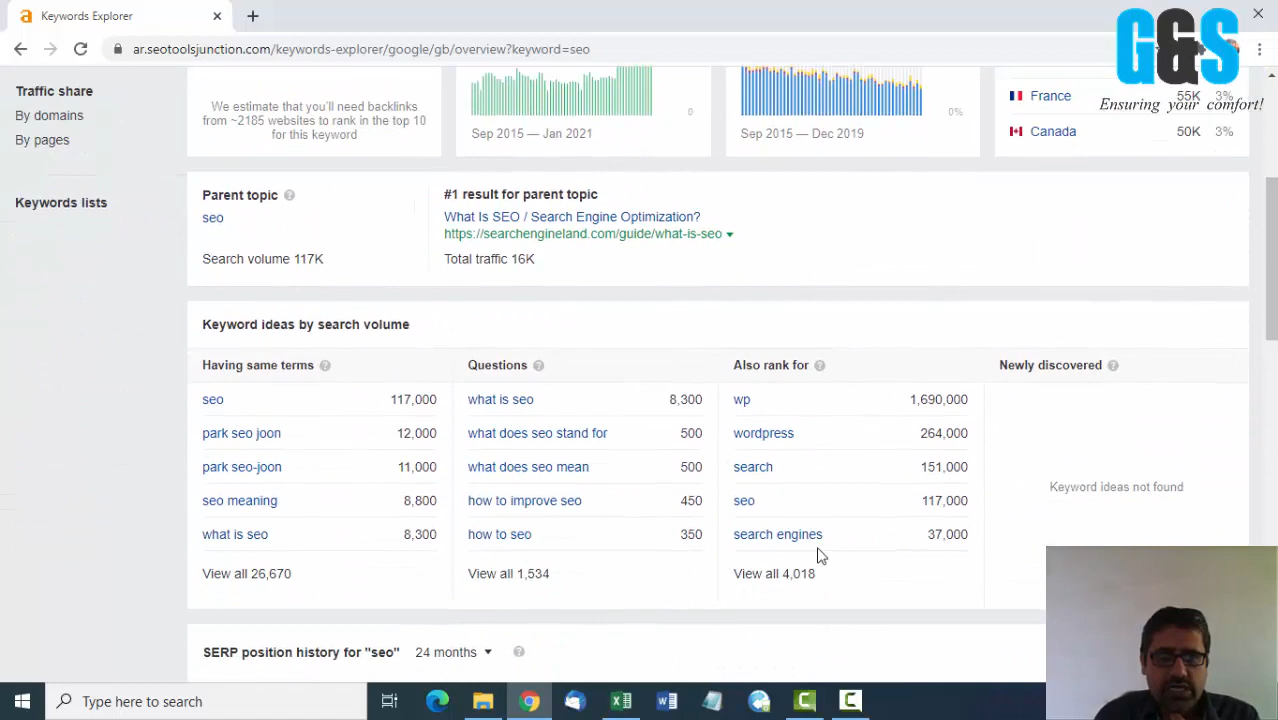 Keywords Explorer
G&S
Ensuring your comfort!
ar.seotoolsjunction.com/keywords-explorer/google/gb/overview?keyword=seo
Traffic share
By domains
By pages
Keywords lists
We estimate that you'll need backlinks
from ~2185 websites to rank in the top 10
for this keyword
0
Sep 2015 — Jan 2021
0%
Sep 2015 — Dec 2019
France 55K 3%
Canada 50K 3%
Parent topic
seo
Search volume 117K
#1 result for parent topic
What Is SEO / Search Engine Optimization?
https://searchengineland.com/guide/what-is-seo
Total traffic 16K
Keyword ideas by search volume
Having same terms
seo 117,000
park seo joon 12,000
park seo-joon 11,000
seo meaning 8,800
what is seo 8,300
View all 26,670
Questions
what is seo 8,300
what does seo stand for 500
what does seo mean 500
how to improve seo 450
how to seo 350
View all 1,534
Also rank for
wp 1,690,000
wordpress 264,000
search 151,000
seo 117,000
search engines 37,000
View all 4,018
Newly discovered
Keyword ideas not found
SERP position history for "seo" 24 months
Type here to search